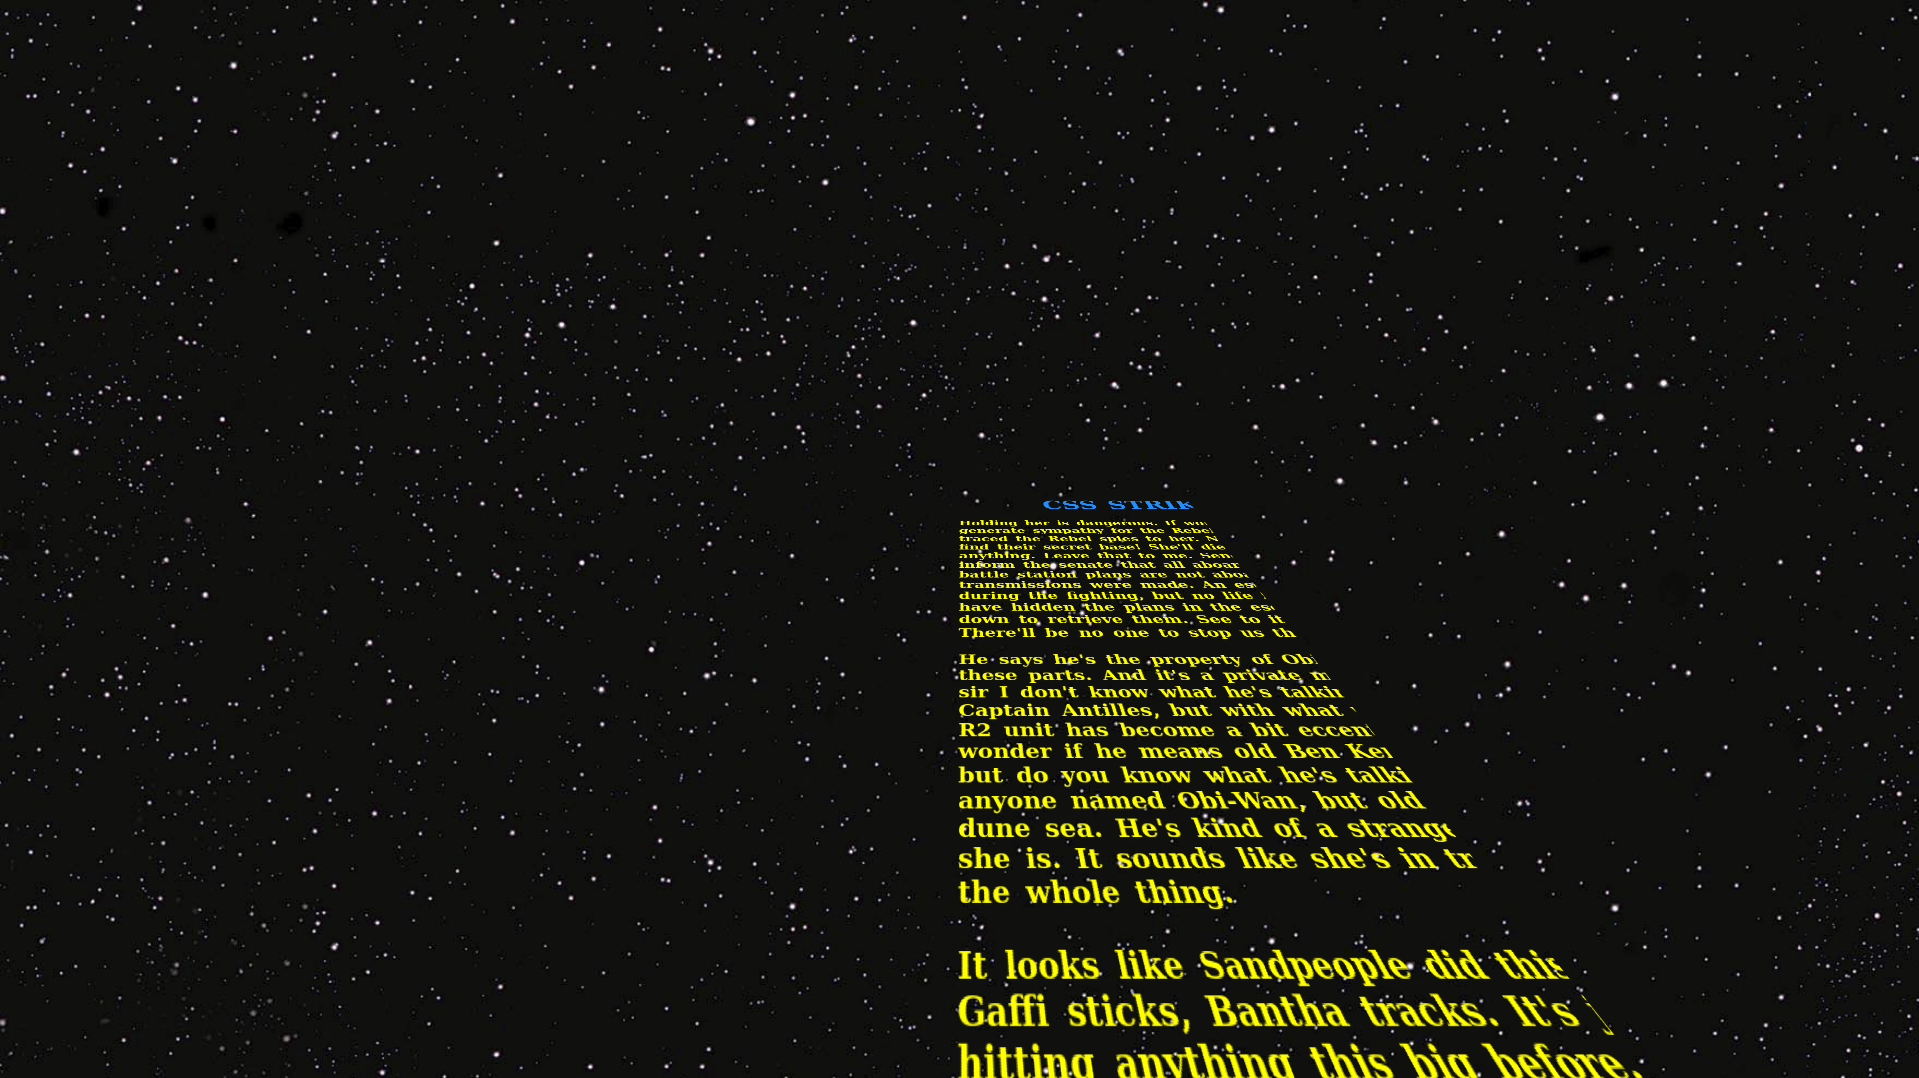 CSS STRIK
Holding her is dangerous. If
generate sympathy for the Rebel
traced the Rebel spies to her. N
find their secret base! She'll die
anything. Leave that to me. Sen
inform the senate that all aboar
battle station plans are not abo
transmissions were made. An es
during the fighting, but no life
have hidden the plans in the es
down to retrieve them. See to it
There'll be no one to stop us th
He says he's the property of Ob
these parts. And it's a private m
sir I don't know what he's talkin
Captain Antilles, but with what
R2 unit has become a bit eccen
wonder if he means old Ben Ken
but do you know what he's talki
anyone named Obi-Wan, but old
dune sea. He's kind of a strange
she is. It sounds like she's in tr
the whole thing.
It looks like Sandpeople did this
Gaffi sticks, Bantha tracks. It's j
hitting anything this big before.